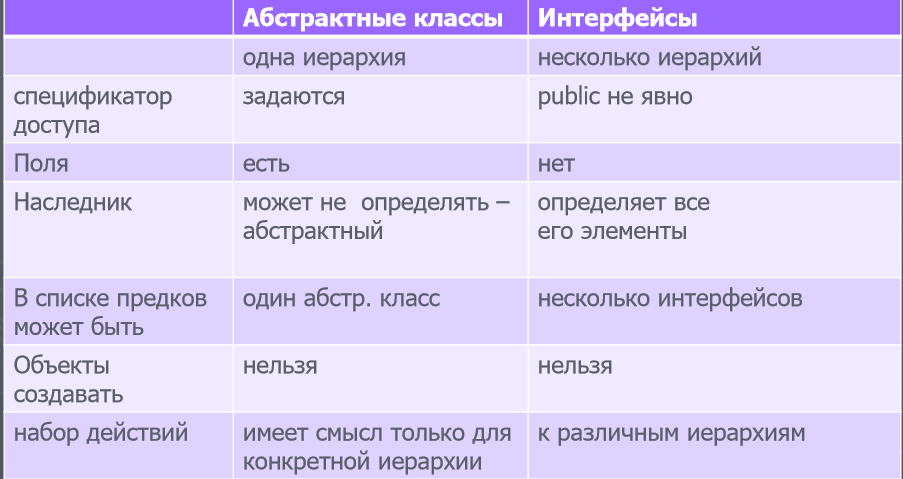 Абстрактные классы Интерфейсы
одна иерархия несколько иерархий
спецификатор доступа задаются public не явно
Поля есть нет
Наследник может не определять – абстрактный определяет все его элементы
В списке предков может быть один абстр. класс несколько интерфейсов
Объекты создавать нельзя нельзя
набор действий имеет смысл только для конкретной иерархии к различным иерархиям